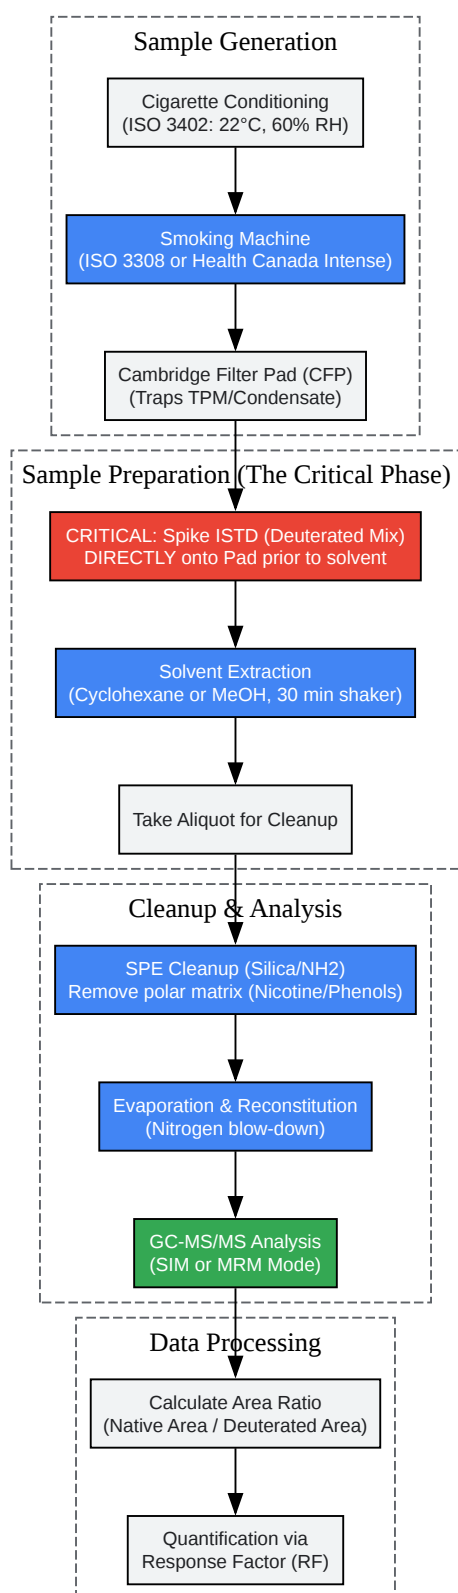 Sample Generation
Cigarette Conditioning
(ISO 3402: 22°C, 60% RH)
Smoking Machine
(ISO 3308 or Health Canada Intense)
Cambridge Filter Pad (CFP)
(Traps TPM/Condensate)
Sample Preparation (The Critical Phase)
CRITICAL: Spike ISTD (Deuterated Mix)
DIRECTLY onto Pad prior to solvent
Solvent Extraction
(Cyclohexane or MeOH, 30 min shaker)
Take Aliquot for Cleanup
Cleanup & Analysis
SPE Cleanup (Silica/NH2)
Remove polar matrix (Nicotine/Phenols)
Evaporation & Reconstitution
(Nitrogen blow-down)
GC-MS/MS Analysis
(SIM or MRM Mode)
Data Processing
Calculate Area Ratio
(Native Area / Deuterated Area)
Quantification via
Response Factor (RF)